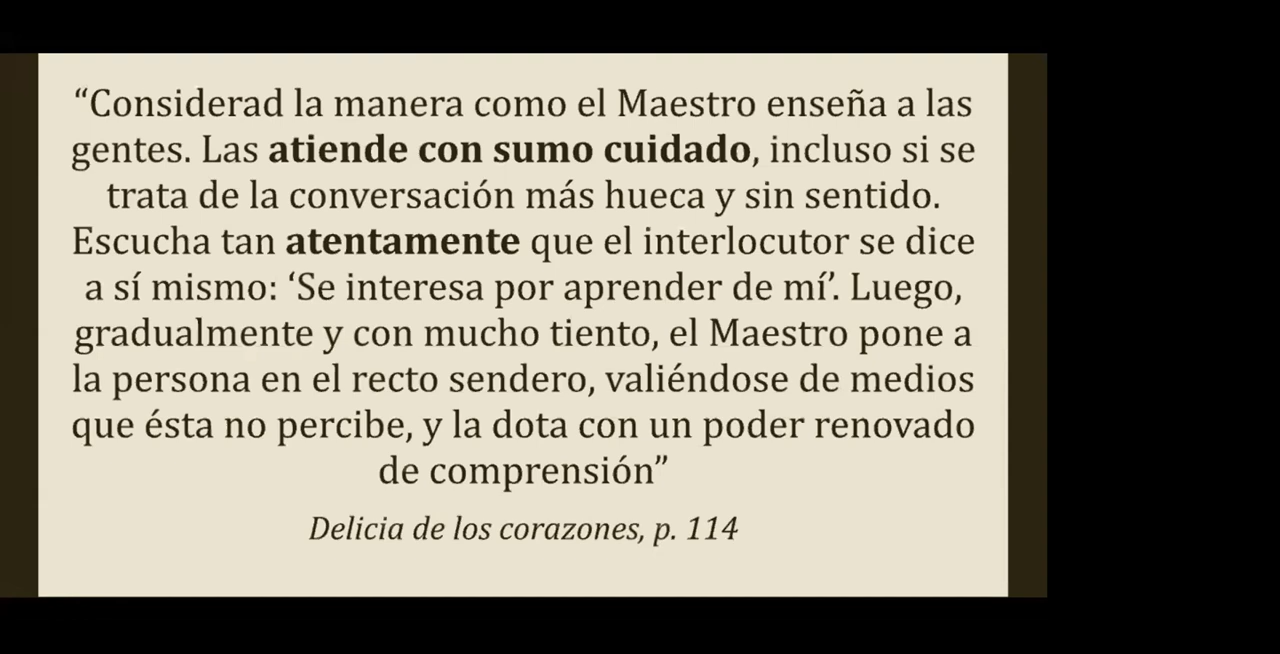 “Considerad la manera como el Maestro enseña a las
gentes. Las atiende con sumo cuidado, incluso si se
trata de la conversación más hueca y sin sentido.
Escucha tan atentamente que el interlocutor se dice
a sí mismo: ‘Se interesa por aprender de mí’. Luego,
gradualmente y con mucho tiento, el Maestro pone a
la persona en el recto sendero, valiéndose de medios
que ésta no percibe, y la dota con un poder renovado
de comprensión”
Delicia de los corazones, p. 114